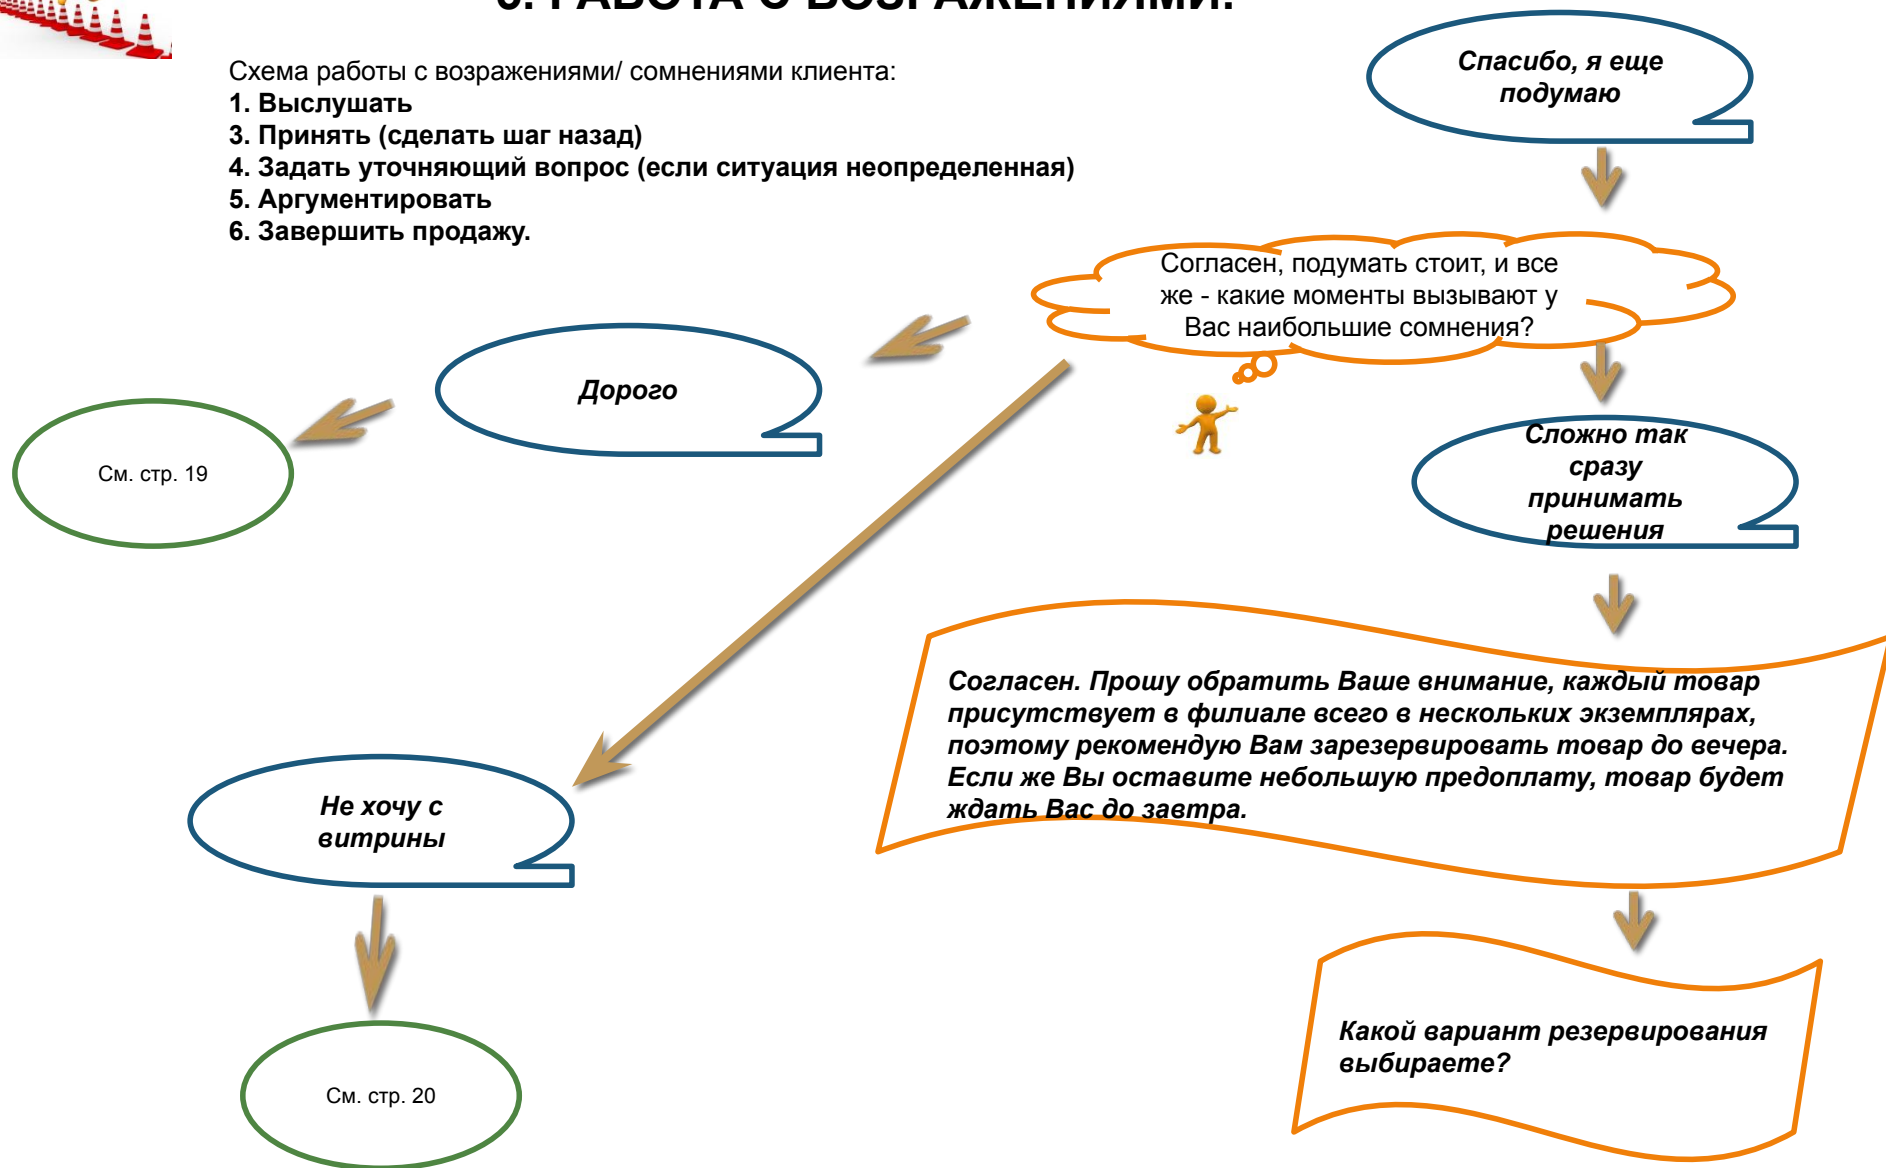 РАБОТА С ВОЗРАЖЕНИЯМИ.
Схема работы с возражениями/ сомнениями клиента:
1. Выслушать
3. Принять (сделать шаг назад)
4. Задать уточняющий вопрос (если ситуация неопределенная)
5. Аргументировать
6. Завершить продажу.
Спасибо, я еще
подумаю
Согласен, подумать стоит, и все
же - какие моменты вызывают у
Вас наибольшие сомнения?
Дорого
См. стр. 19
Сложно так
сразу
принимать
решения
Согласен. Прошу обратить Ваше внимание, каждый товар
присутствует в филиале всего в нескольких экземплярах,
поэтому рекомендую Вам зарезервировать товар до вечера.
Если же Вы оставите небольшую предоплату, товар будет
ждать Вас до завтра.
Не хочу с
витрины
Какой вариант резервирования
выбираете?
См. стр. 20